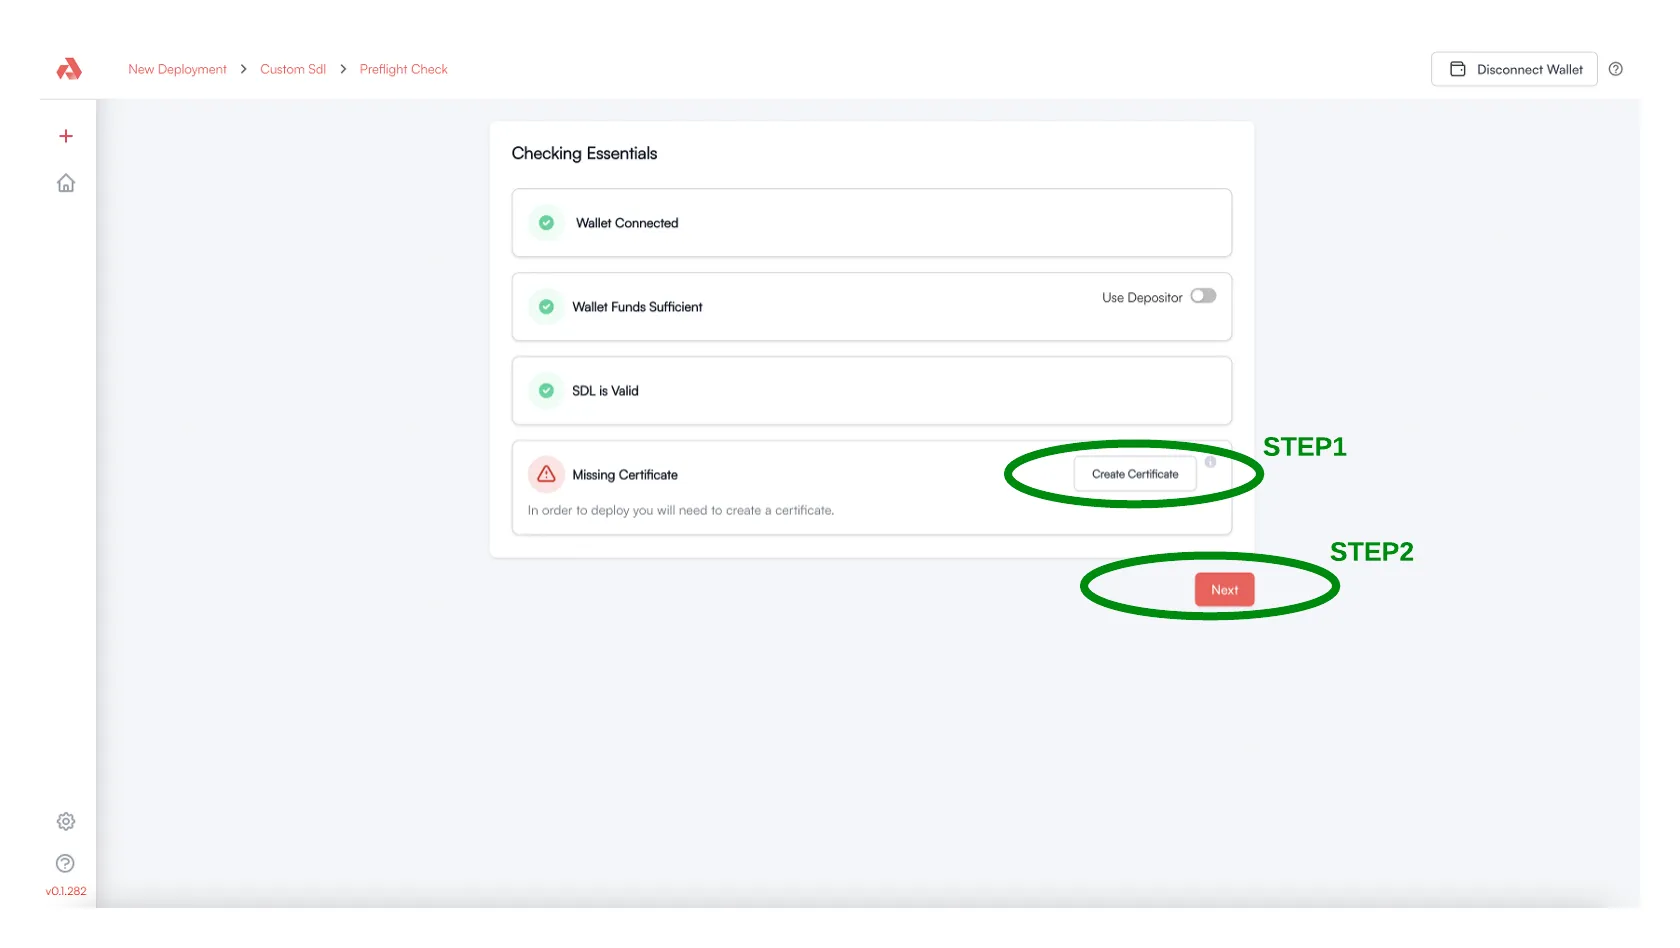 New Deployment > Custom Sdl > Preflight Check
Disconnect Wallet
Checking Essentials
Wallet Connected
Wallet Funds Sufficient
Use Depositor
SDL is Valid
STEP1
Missing Certificate
Create Certificate
In order to deploy you will need to create a certificate.
STEP2
Next
v0.1.282